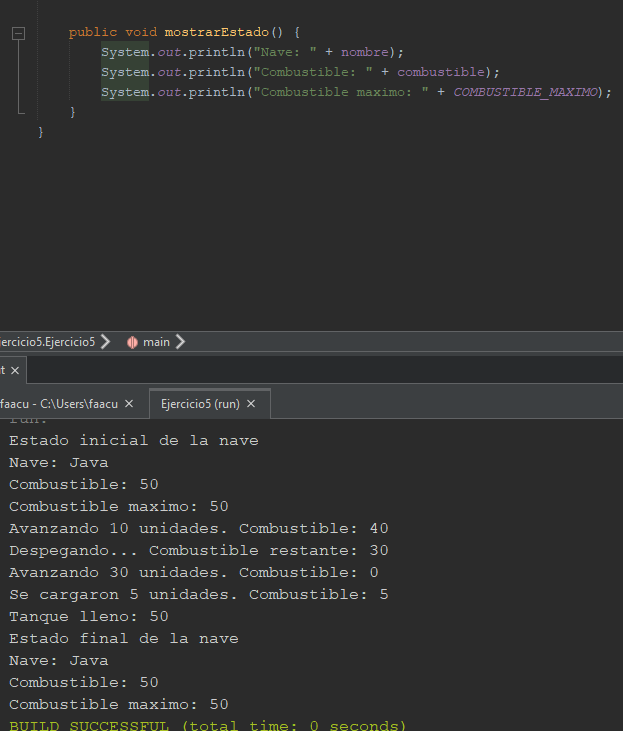 public void mostrarEstado() {
System.out.println("Nave: " + nombre);
System.out.println("Combustible: " + combustible);
System.out.println("Combustible maximo: " + COMBUSTIBLE_MAXIMO);
}
}
ercicio5.Ejercicio5 main
t ×
faacu - C:\Users\faacu × Ejercicio5 (run) ×
run:
Estado inicial de la nave
Nave: Java
Combustible: 50
Combustible maximo: 50
Avanzando 10 unidades. Combustible: 40
Despegando... Combustible restante: 30
Avanzando 30 unidades. Combustible: 0
Se cargaron 5 unidades. Combustible: 5
Tanque lleno: 50
Estado final de la nave
Nave: Java
Combustible: 50
Combustible maximo: 50
BUILD SUCCESSFUL (total time: 0 seconds)